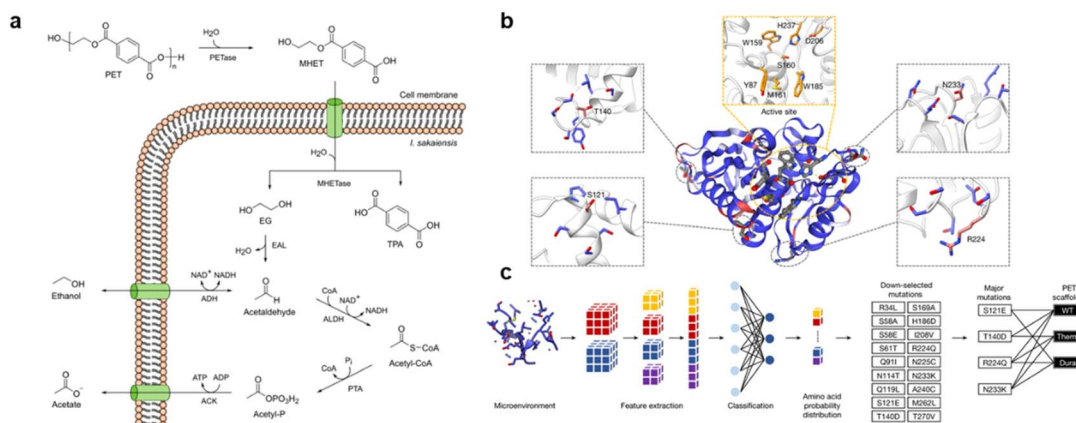 a
HO
O
O
O
O
H
n
PET
H₂O
PETase
HO
O
O
OH
O
MHET
Cell membrane
I. sakaiensis
H₂O
MHETase
HO
OH
EG
O
HO
OH
O
TPA
H₂O
EAL
OH
Ethanol
NAD⁺ NADH
ADH
O
H
Acetaldehyde
CoA
NAD⁺
NADH
ALDH
O
S-CoA
Acetyl-CoA
CoA
Pi
PTA
O
OPO₃H₂
Acetyl-P
ATP ADP
ACK
O
O⁻
Acetate
b
T140
H237
W159
D206
S160
Y87
M161
W185
Active site
N233
S121
R224
c
Microenvironment
Feature extraction
Classification
Amino acid
probability
distribution
Down-selected
mutations
R34L S169A
S58A H186D
S58E I208V
S61T R224Q
Q91I N225C
N114T N233K
Q119L A240C
S121E M262L
T140D T270V
Major
mutations
S121E
T140D
R224Q
N233K
PET
scaffol
WT
Them
Dura